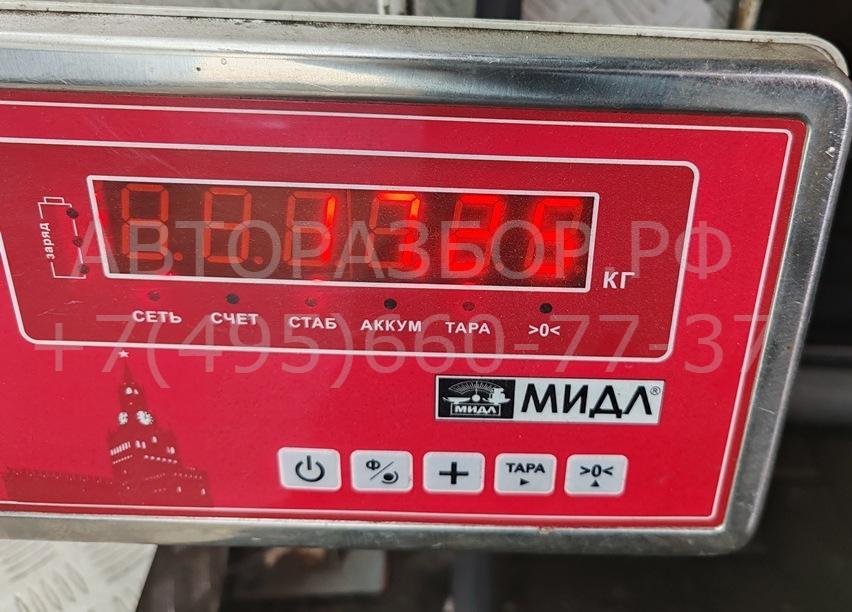 заряд
КГ
СЕТЬ СЧЕТ СТАБ АККУМ ТАРА >0<
АВТОРАЗБОР.РФ
+7(495)660-77-37
МИДЛ МИДЛ®
Ф + ТАРА >0<